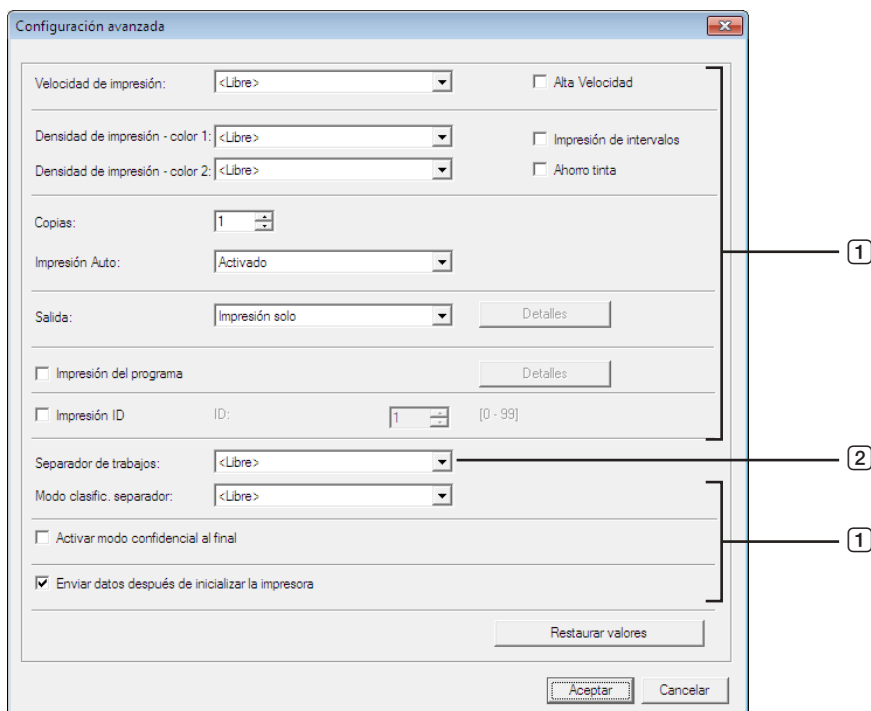 Configuración avanzada
Velocidad de impresión: <Libre> Alta Velocidad
Densidad de impresión - color 1: <Libre> Impresión de intervalos
Densidad de impresión - color 2: <Libre> Ahorro tinta
Copias: 1
1
Impresión Auto: Activado
Salida: Impresión solo Detalles
Impresión del programa Detalles
Impresión ID ID: 1 [0 - 99]
Separador de trabajos: <Libre> 2
Modo clasific. separador: <Libre>
Activar modo confidencial al final 1
Enviar datos después de inicializar la impresora
Restaurar valores
Aceptar Cancelar